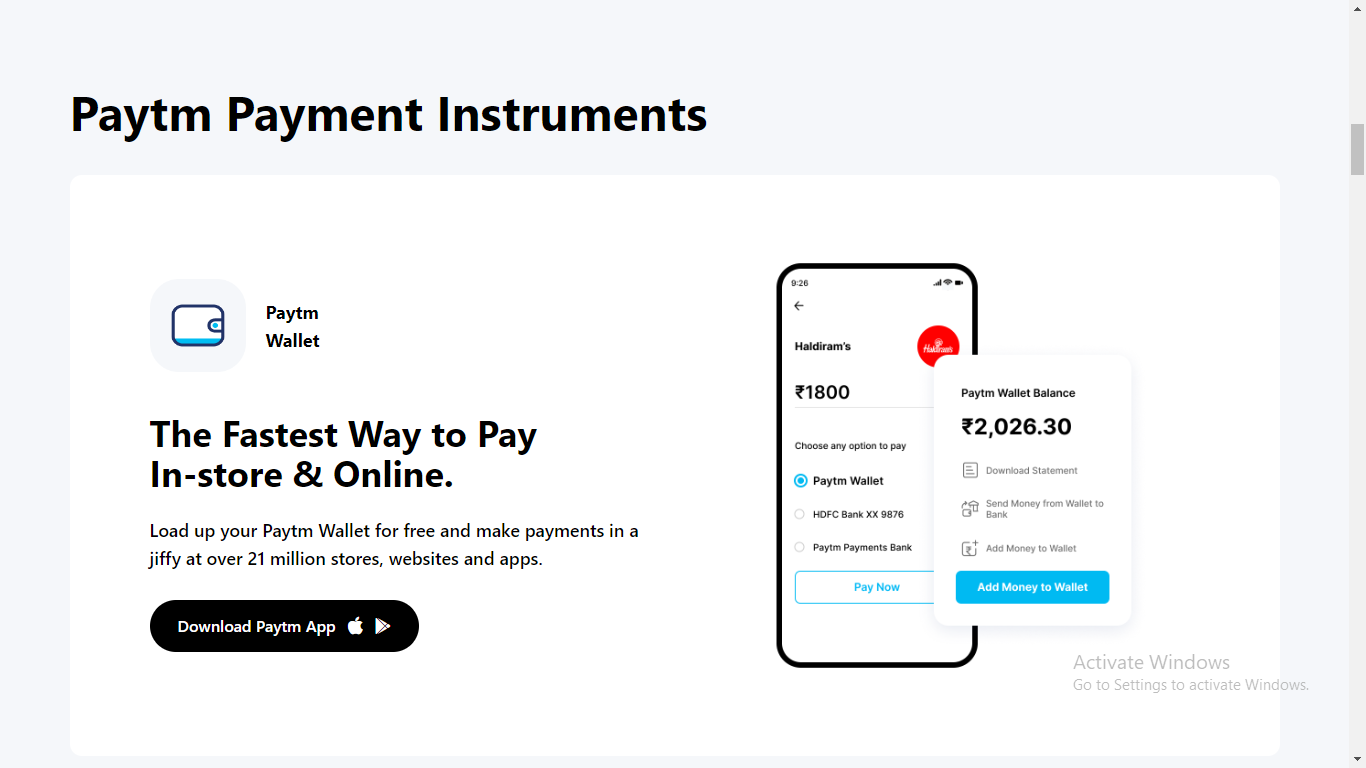 Paytm Payment Instruments
Paytm
Wallet
The Fastest Way to Pay
In-store & Online.
Load up your Paytm Wallet for free and make payments in a
jiffy at over 21 million stores, websites and apps.
Download Paytm App
9:26
Haldiram's
Haldiram's
₹1800
Choose any option to pay
Paytm Wallet
HDFC Bank XX 9876
Paytm Payments Bank
Pay Now
Paytm Wallet Balance
₹2,026.30
Download Statement
Send Money from Wallet to
Bank
Add Money to Wallet
Add Money to Wallet
Activate Windows
Go to Settings to activate Windows.